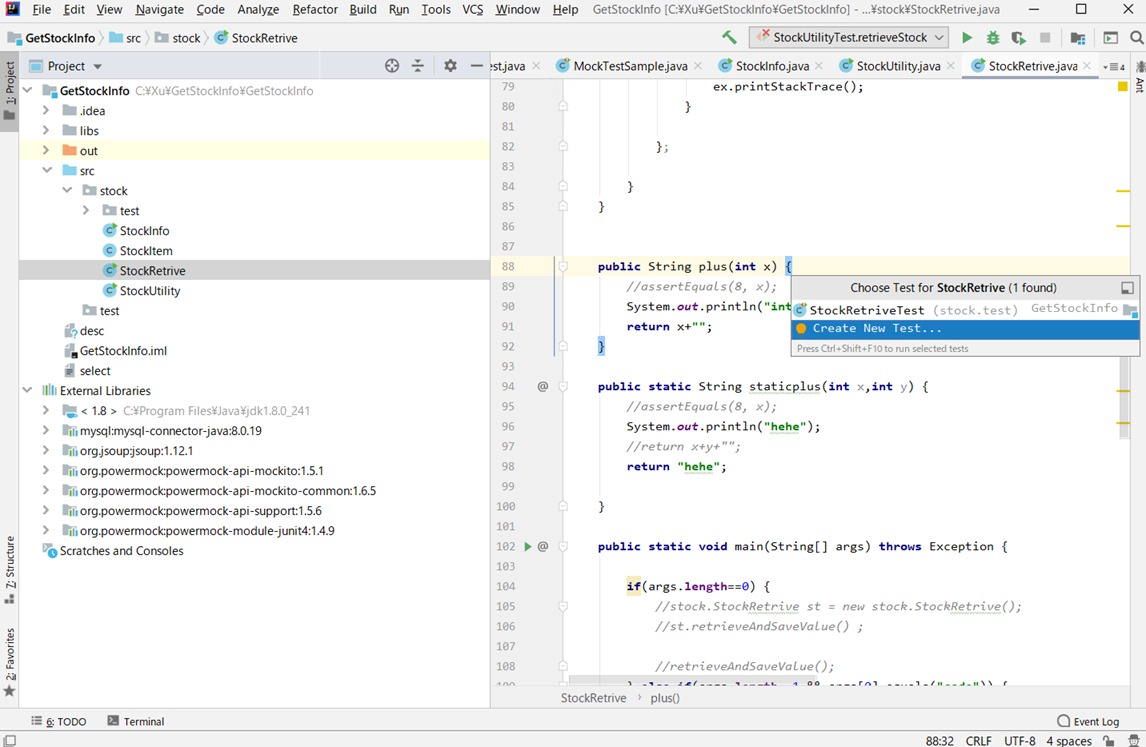 File Edit View Navigate Code Analyze Refactor Build Run Tools VCS Window Help GetStockInfo [C:¥Xu¥GetStockInfo¥GetStockInfo] - ...¥stock¥StockRetrive.java
GetStockInfo src stock StockRetrive StockUtilityTest.retrieveStock
1: Project
Project
est.java MockTestSample.java StockInfo.java StockUtility.java StockRetrive.java 4
Ant
GetStockInfo C:¥Xu¥GetStockInfo¥GetStockInfo
.idea
libs
out
src
stock
test
StockInfo
StockItem
StockRetrive
StockUtility
test
desc
GetStockInfo.iml
select
External Libraries
< 1.8 > C:¥Program Files¥Java¥jdk1.8.0_241
mysql:mysql-connector-java:8.0.19
org.jsoup:jsoup:1.12.1
org.powermock:powermock-api-mockito:1.5.1
org.powermock:powermock-api-mockito-common:1.6.5
org.powermock:powermock-api-support:1.5.6
org.powermock:powermock-module-junit4:1.4.9
Scratches and Consoles
7: Structure
2: Favorites
79 ex.printStackTrace();
80 }
81
82 };
83
84 }
85 }
86
87
88 public String plus(int x) {
89 //assertEquals(8, x);
90 System.out.println("int
91 return x+"";
92 }
93
94 @ public static String staticplus(int x,int y) {
95 //assertEquals(8, x);
96 System.out.println("hehe");
97 //return x+y+"";
98 return "hehe";
99
100 }
101
102 @ public static void main(String[] args) throws Exception {
103
104 if(args.length==0) {
105 //stock.StockRetrive st = new stock.StockRetrive();
106 //st.retrieveAndSaveValue() ;
107
108 //retrieveAndSaveValue();
Choose Test for StockRetrive (1 found)
StockRetriveTest (stock.test) GetStockInfo
Create New Test...
Press Ctrl+Shift+F10 to run selected tests
StockRetrive plus()
6: TODO Terminal Event Log
88:32 CRLF UTF-8 4 spaces